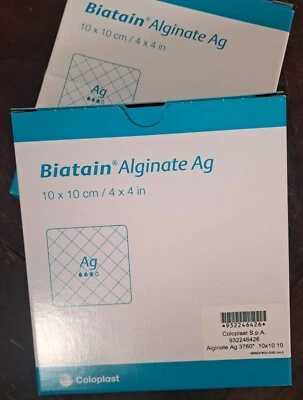 Biatain® Alginate Ag
10 x 10 cm / 4 x 4 in
Ag
Biatain® Alginate Ag
10 x 10 cm / 4 x 4 in
Ag
*932246426*
Coloplast S.p.A.
932246426
Alginate Ag 3760* 10x10 10
Coloplast